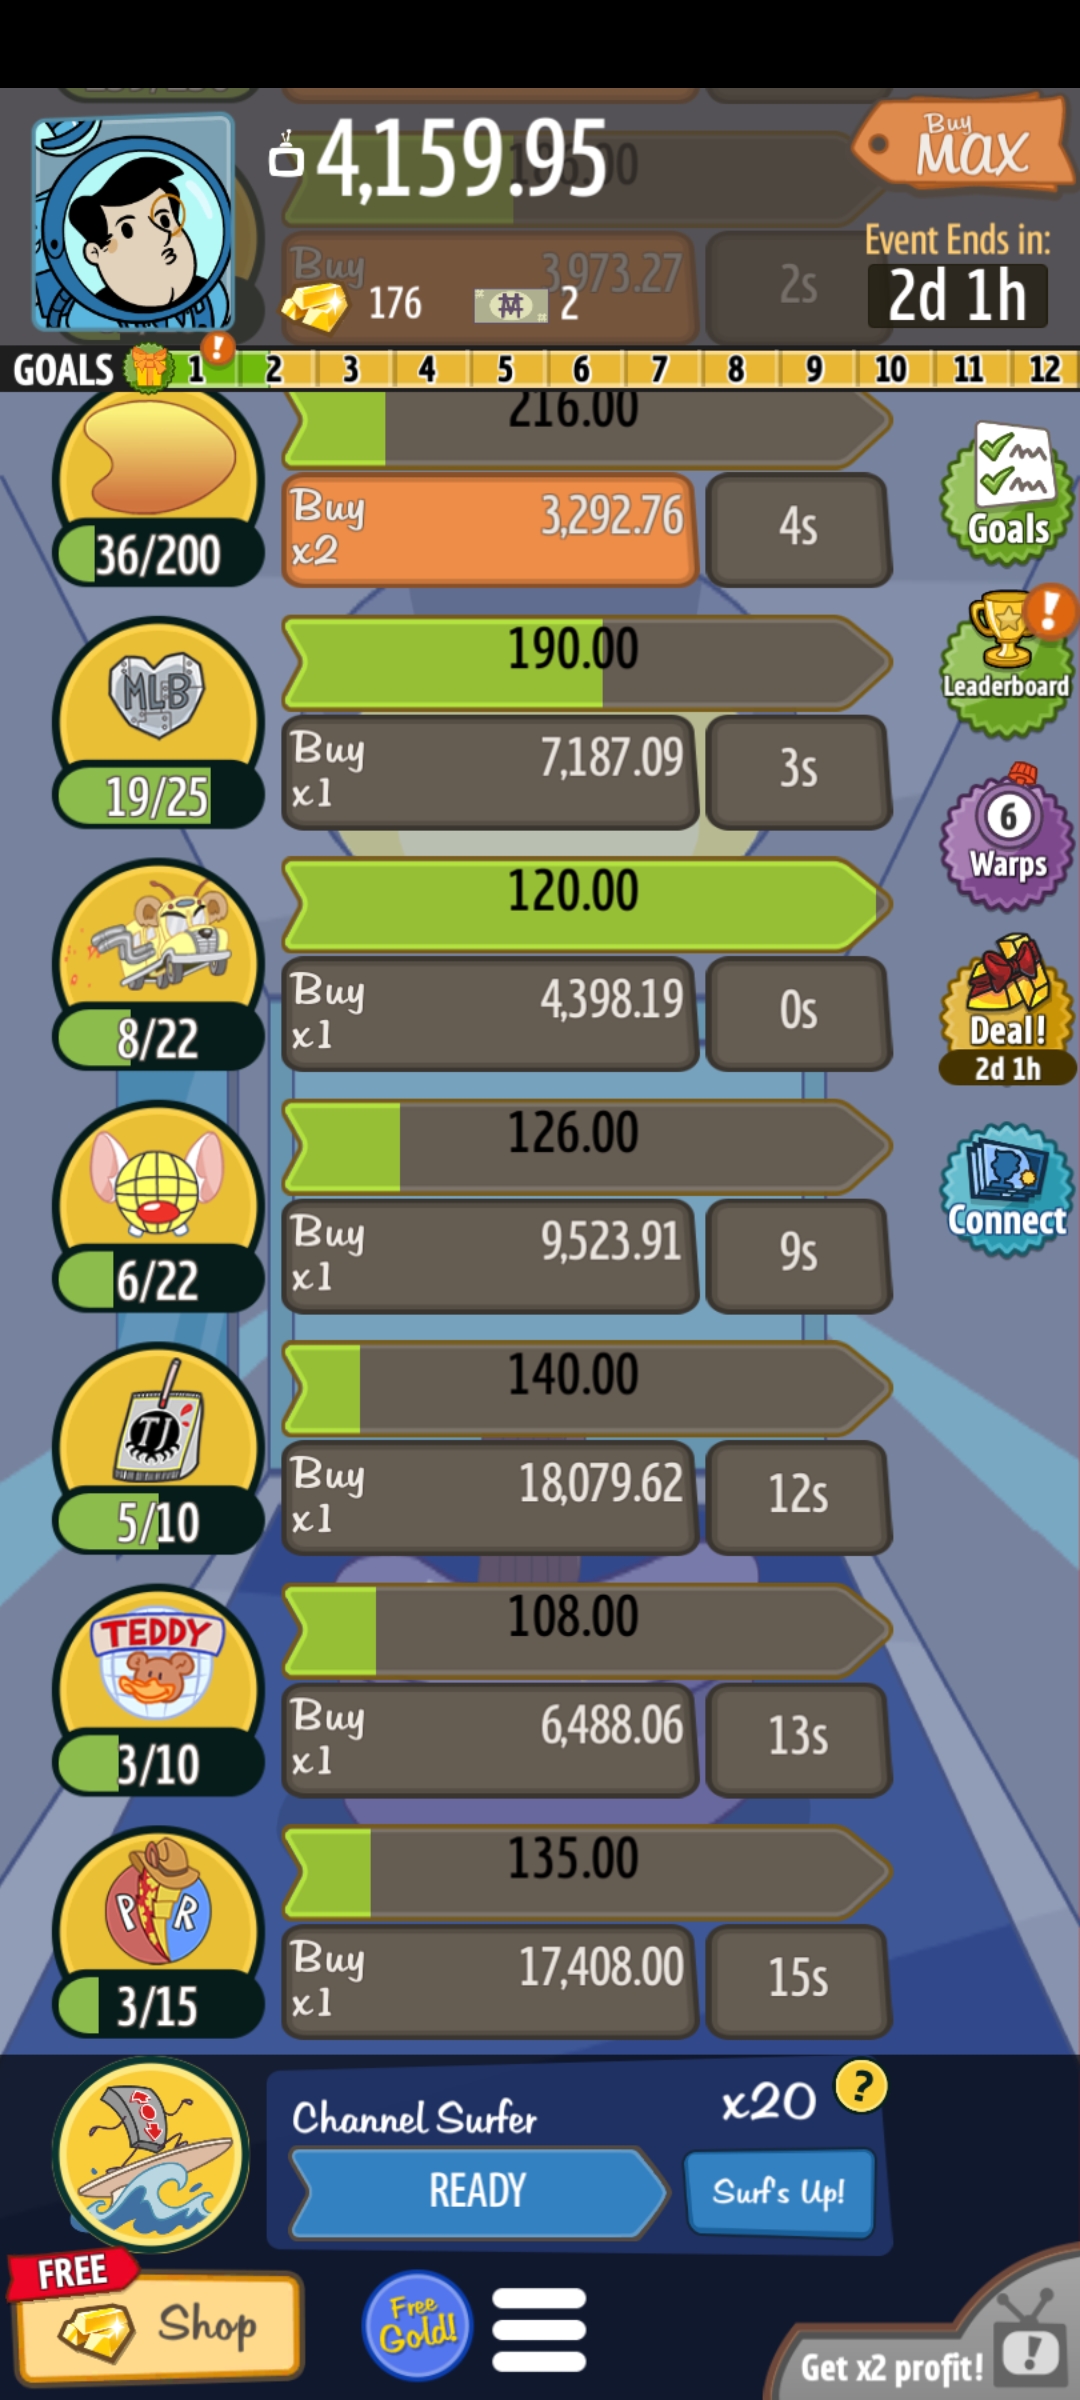 4,159.95
Buy
MAX
Buy
3,973.27
2s
176
2
Event Ends in:
2d 1h
GOALS 1 ! 2 3 4 5 6 7 8 9 10 11 12
216.00
36/200
Buy
x2
3,292.76
4s
Goals
MLB
190.00
19/25
Buy
x1
7,187.09
3s
!
Leaderboard
120.00
8/22
Buy
x1
4,398.19
0s
6
Warps
Deal!
2d 1h
126.00
6/22
Buy
x1
9,523.91
9s
Connect
TJ
140.00
5/10
Buy
x1
18,079.62
12s
TEDDY
108.00
3/10
Buy
x1
6,488.06
13s
P R
135.00
3/15
Buy
x1
17,408.00
15s
Channel Surfer
x20
?
READY
Surf's Up!
FREE
Shop
Free
Gold!
Get x2 profit!
!